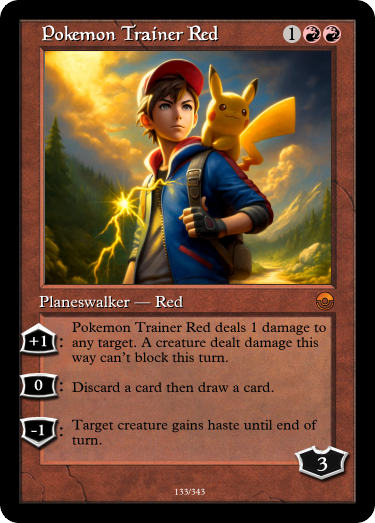 Pokemon Trainer Red 1
Planeswalker — Red
+1: Pokemon Trainer Red deals 1 damage to
any target. A creature dealt damage this
way can't block this turn.
0: Discard a card then draw a card.
-1: Target creature gains haste until end of
turn.
3
133/343